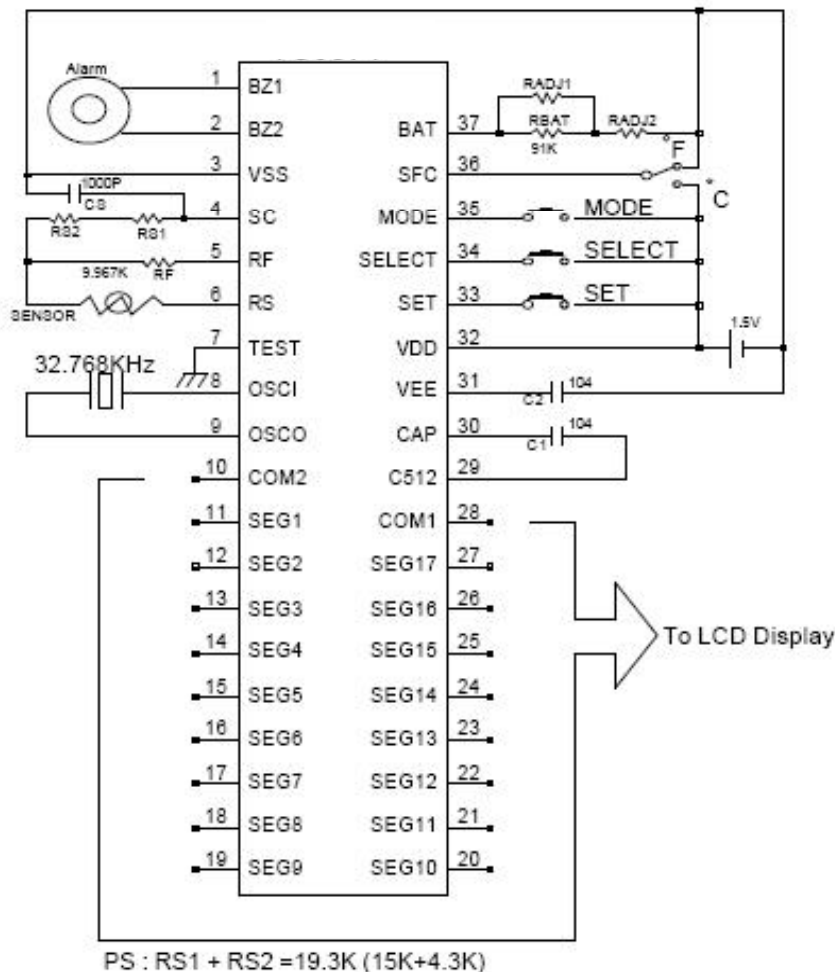 Alarm
1 BZ1
2 BZ2
3 VSS
1000P
CS
4 SC
RS2 RS1
5 RF
9.967K
RF
6 RS
SENSOR
7 TEST
32.768KHz
8 OSCI
9 OSCO
10 COM2
11 SEG1
12 SEG2
13 SEG3
14 SEG4
15 SEG5
16 SEG6
17 SEG7
18 SEG8
19 SEG9
RADJ1
BAT 37 RBAT RADJ2
91K
°F
SFC 36
°C
MODE 35 MODE
SELECT 34 SELECT
SET 33 SET
VDD 32
1.5V
VEE 31 104
C2
CAP 30 104
C1
C512 29
COM1 28
SEG17 27
SEG16 26
SEG15 25
SEG14 24
SEG13 23
SEG12 22
SEG11 21
SEG10 20
To LCD Display
PS : RS1 + RS2 =19.3K (15K+4.3K)